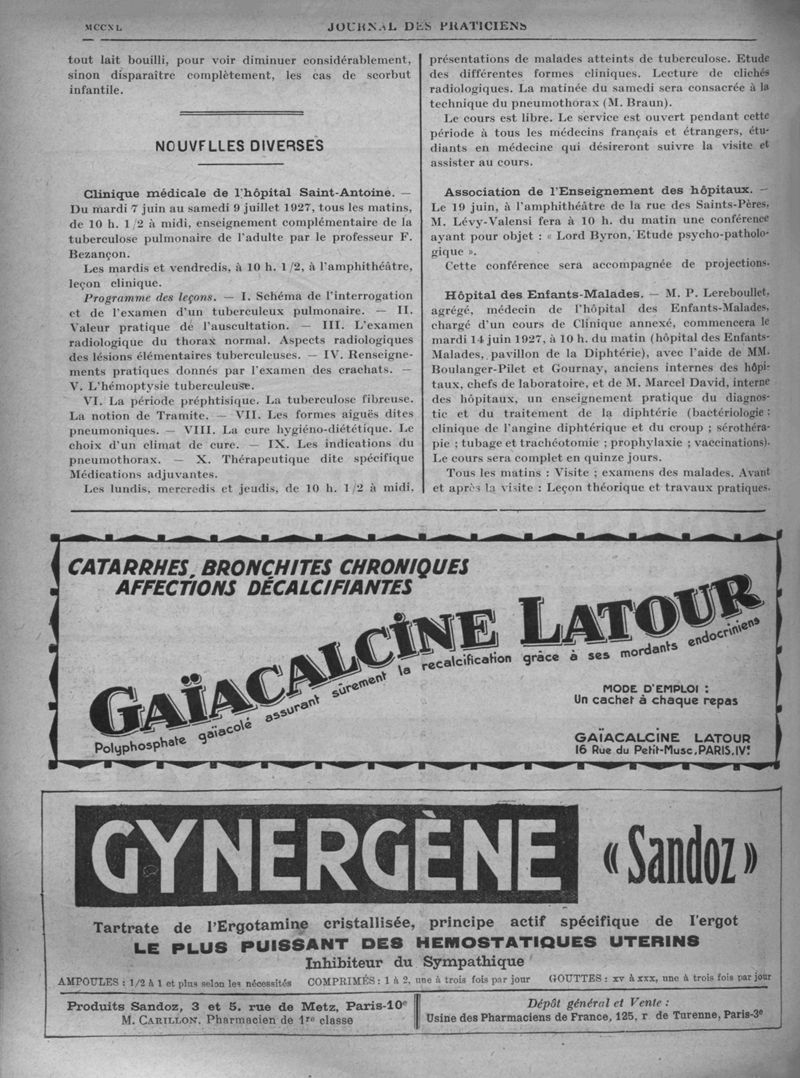 MCCXL
JOURNAL DES PRATICIENS
tout lait bouilli, pour voir diminuer considérablement,
sinon disparaître complètement, les cas de scorbut
infantile.
NOUVELLES DIVERSES
Clinique médicale de l'hôpital Saint-Antoine. —
Du mardi 7 juin au samedi 9 juillet 1927, tous les matins,
de 10 h. 1/2 à midi, enseignement complémentaire de la
tuberculose pulmonaire de l'adulte par le professeur F.
Bezançon.
Les mardis et vendredis, à 10 h. 1/2, à l'amphithéâtre,
leçon clinique.
Programme des leçons. — I. Schéma de l'interrogation
et de l'examen d'un tuberculeux pulmonaire. — II.
Valeur pratique de l'auscultation. — III. L'examen
radiologique du thorax normal. Aspects radiologiques
des lésions élémentaires tuberculeuses. — IV. Renseigne-
ments pratiques donnés par l'examen des crachats. —
V. L'hémoptysie tuberculeuse.
VI. La période préphtisique. La tuberculose fibreuse.
La notion de Tramite. — VII. Les formes aiguës dites
pneumoniques. — VIII. La cure hygiéno-diététique. Le
choix d'un climat de cure. — IX. Les indications du
pneumothorax. — X. Thérapeutique dite spécifique
Médications adjuvantes.
Les lundis, mercredis et jeudis, de 10 h. 1/2 à midi,
présentations de malades atteints de tuberculose. Etude
des différentes formes cliniques. Lecture de clichés
radiologiques. La matinée du samedi sera consacrée à la
technique du pneumothorax (M. Braun).
Le cours est libre. Le service est ouvert pendant cette
période à tous les médecins français et étrangers, étu-
diants en médecine qui désireront suivre la visite et
assister au cours.
Association de l'Enseignement des hôpitaux. —
Le 19 juin, à l'amphithéâtre de la rue des Saints-Pères,
M. Lévy-Valensi fera à 10 h. du matin une conférence
ayant pour objet : « Lord Byron, Etude psycho-patholo-
gique ».
Cette conférence sera accompagnée de projections.
Hôpital des Enfants-Malades. — M. P. Lereboullet,
agrégé, médecin de l'hôpital des Enfants-Malades,
chargé d'un cours de Clinique annexé, commencera le
mardi 14 juin 1927, à 10 h. du matin (hôpital des Enfants-
Malades, pavillon de la Diphtérie), avec l'aide de MM.
Boulanger-Pilet et Gournay, anciens internes des hôpi-
taux, chefs de laboratoire, et de M. Marcel David, interne
des hôpitaux, un enseignement pratique du diagnos-
tic et du traitement de la diphtérie (bactériologie ;
clinique de l'angine diphtérique et du croup ; sérothéra-
pie ; tubage et trachéotomie ; prophylaxie ; vaccinations).
Le cours sera complet en quinze jours.
Tous les matins : Visite ; examens des malades. Avant
et après la visite : Leçon théorique et travaux pratiques.
CATARRHES, BRONCHITES CHRONIQUES
AFFECTIONS DÉCALCIFIANTES
GAÏACALCINE LATOUR
Polyphosphate gaïacolé assurant sûrement la recalcification grâce à ses mordants endocriniens
MODE D'EMPLOI :
Un cachet à chaque repas
GAÏACALCINE LATOUR
16 Rue du Petit-Musc, PARIS, IVe
GYNERGÈNE « Sandoz »
Tartrate de l'Ergotamine cristallisée, principe actif spécifique de l'ergot
LE PLUS PUISSANT DES HEMOSTATIQUES UTERINS
Inhibiteur du Sympathique
AMPOULES : 1/2 à 1 et plus selon les nécessités COMPRIMÉS : 1 à 2, une à trois fois par jour GOUTTES : xv à xxx, une à trois fois par jour
Produits Sandoz, 3 et 5, rue de Metz, Paris-10e
M. CARILLON, Pharmacien de 1re classe
Dépôt général et Vente :
Usine des Pharmaciens de France, 125, r. de Turenne, Paris-3e